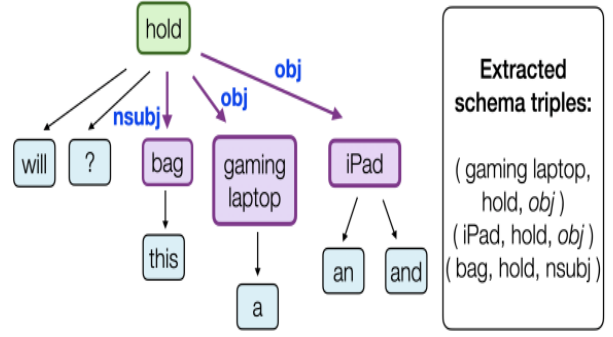 hold
obj
obj
nsubj
will
?
bag
gaming
laptop
iPad
this
a
an
and
Extracted
schema triples:
( gaming laptop,
hold, obj )
( iPad, hold, obj )
( bag, hold, nsubj )